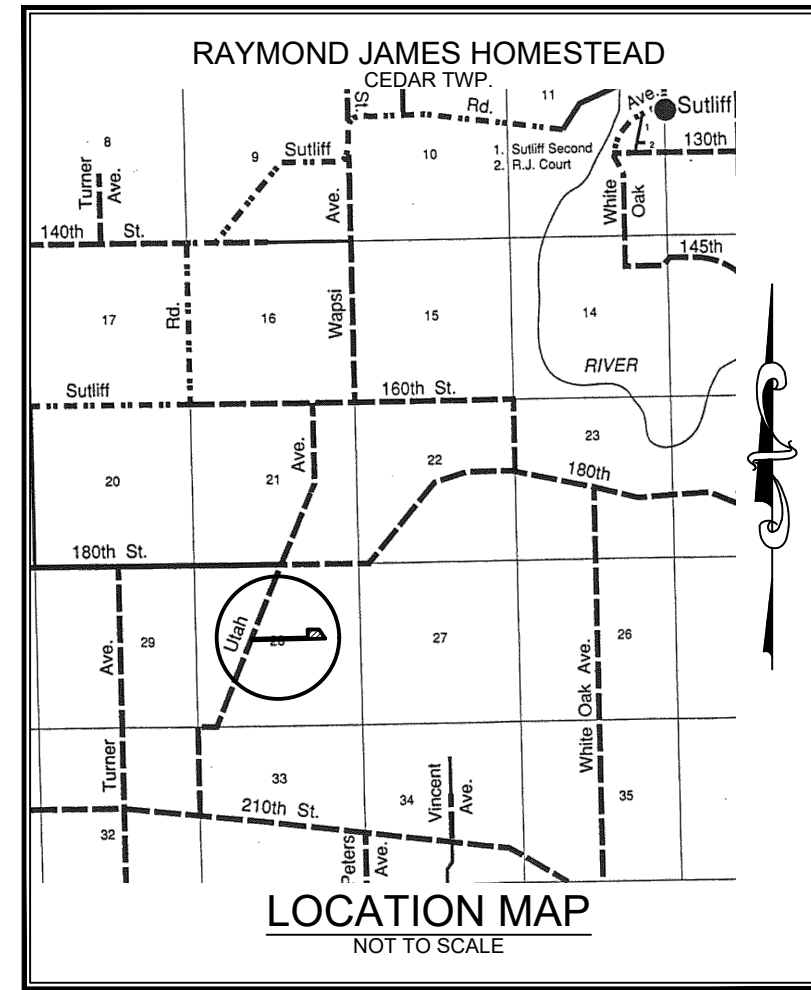 RAYMOND JAMES HOMESTEAD
CEDAR TWP.
St.
Rd.
11
Ave.
Sutliff
8
9
Sutliff
10
1. Sutliff Second
2. R.J. Court
1
2
130th
Turner
Ave.
Ave.
White
Oak
140th St.
145th
17
Rd.
16
Wapsi
15
14
RIVER
Sutliff
160th St.
20
21
Ave.
22
23
180th
180th St.
29
Ave.
Utah
28
27
26
White Oak Ave.
Turner
33
34
Vincent
Ave.
35
210th St.
32
Peters
Ave.
LOCATION MAP
NOT TO SCALE